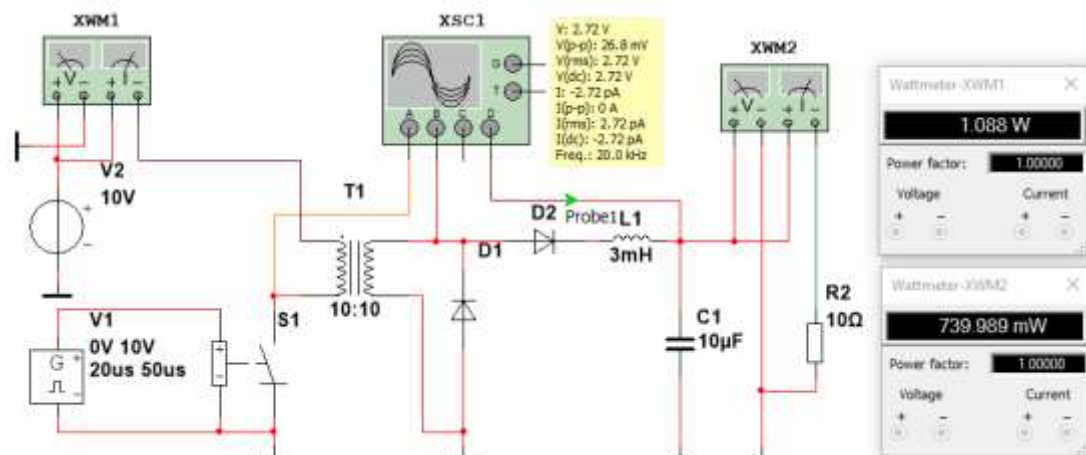 XWM1
XSC1
XWM2
V: 2.72 V
V(p-p): 26.8 mV
V(rms): 2.72 V
V(dc): 2.72 V
I: -2.72 pA
I(p-p): 0 A
I(rms): 2.72 pA
I(dc): -2.72 pA
Freq.: 20.0 kHz
V
I
G
T
A
B
C
D
V
I
V2
10V
T1
10:10
Probe1
D1
D2
L1
3mH
C1
10µF
R2
10Ω
S1
V1
0V 10V
20us 50us
G
Wattmeter-XWM1
1.088 W
Power factor: 1.00000
Voltage Current
+ - + -
Wattmeter-XWM2
739.989 mW
Power factor: 1.00000
Voltage Current
+ - + -